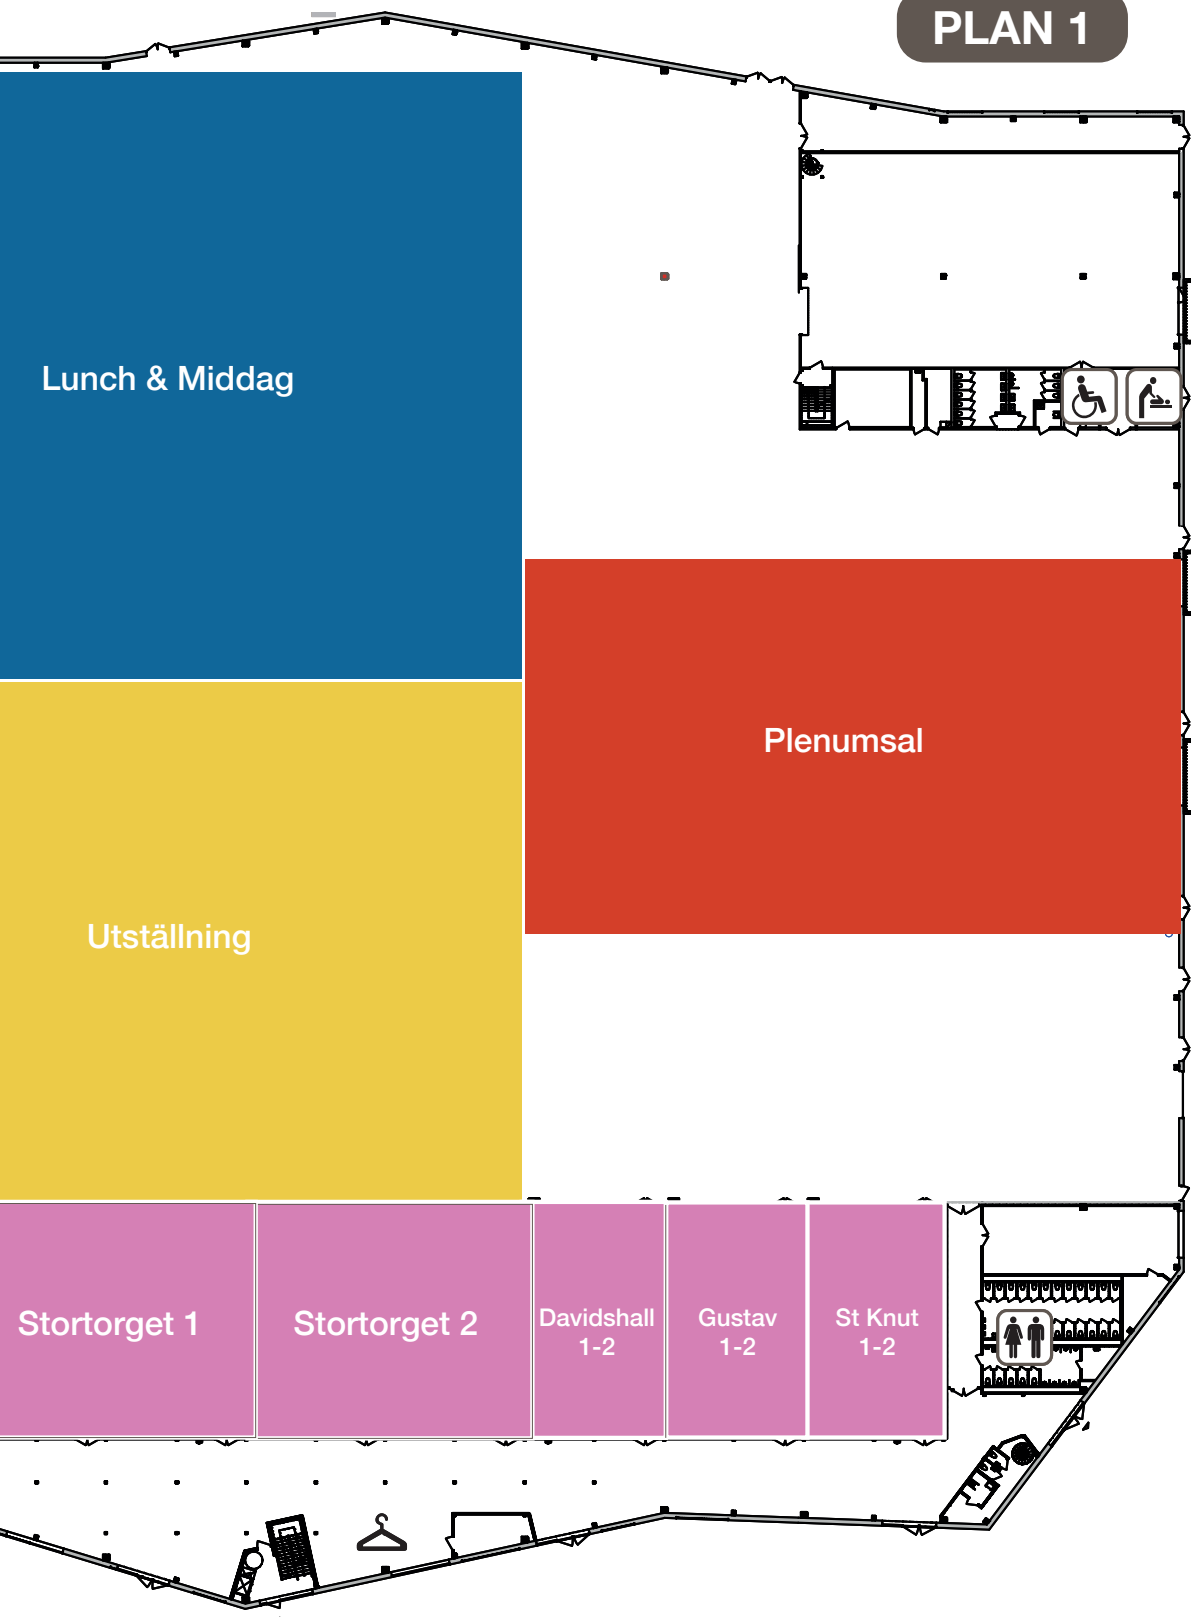 PLAN 1
Lunch & Middag
Plenumsal
Utställning
Stortorget 1
Stortorget 2
Davidshall
1-2
Gustav
1-2
St Knut
1-2